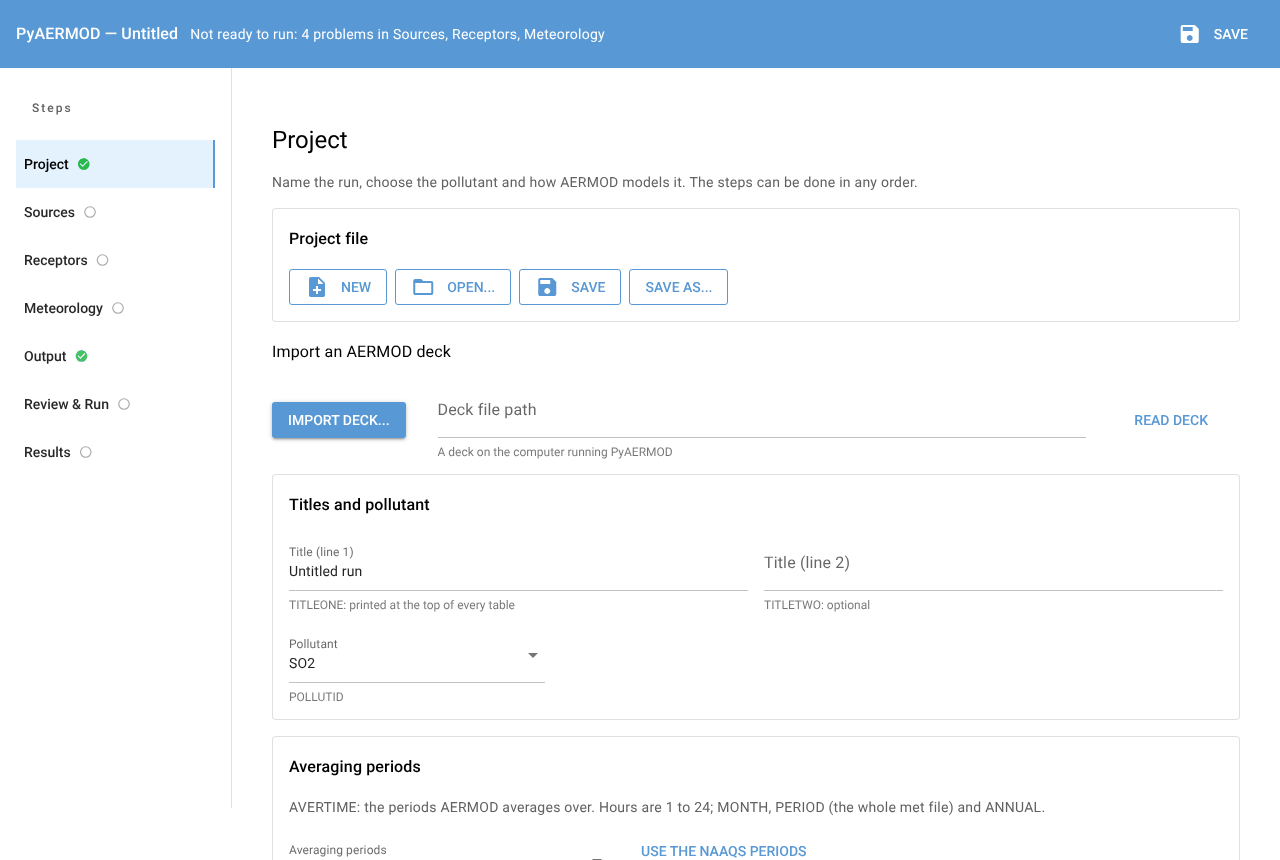 PyAERMOD — Untitled Not ready to run: 4 problems in Sources, Receptors, Meteorology SAVE
Steps
Project
Sources
Receptors
Meteorology
Output
Review & Run
Results
Project
Name the run, choose the pollutant and how AERMOD models it. The steps can be done in any order.
Project file
NEW OPEN... SAVE SAVE AS...
Import an AERMOD deck
IMPORT DECK... Deck file path READ DECK
A deck on the computer running PyAERMOD
Titles and pollutant
Title (line 1)
Untitled run Title (line 2)
TITLEONE: printed at the top of every table TITLETWO: optional
Pollutant
SO2
POLLUTID
Averaging periods
AVERTIME: the periods AERMOD averages over. Hours are 1 to 24; MONTH, PERIOD (the whole met file) and ANNUAL.
Averaging periods USE THE NAAQS PERIODS